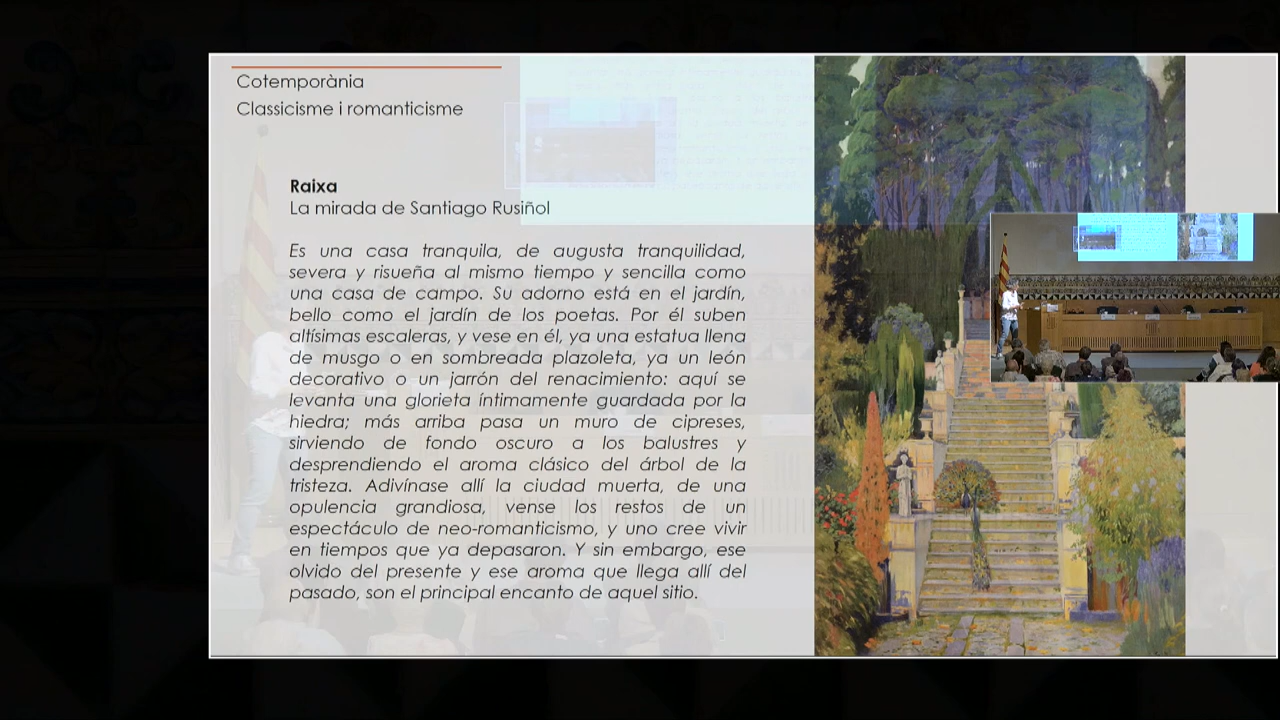 Cotemporània
Classicisme i romanticisme
Raixa
La mirada de Santiago Rusiñol
Es una casa tranquila, de augusta tranquilidad,
severa y risueña al mismo tiempo y sencilla como
una casa de campo. Su adorno está en el jardín,
bello como el jardín de los poetas. Por él suben
altísimas escaleras, y vese en él, ya una estatua llena
de musgo o en sombreada plazoleta, ya un león
decorativo o un jarrón del renacimiento: aquí se
levanta una glorieta íntimamente guardada por la
hiedra; más arriba pasa un muro de cipreses,
sirviendo de fondo oscuro a los balustres y
desprendiendo el aroma clásico del árbol de la
tristeza. Adivínase allí la ciudad muerta, de una
opulencia grandiosa, vense los restos de un
espectáculo de neo-romanticismo, y uno cree vivir
en tiempos que ya depasaron. Y sin embargo, ese
olvido del presente y ese aroma que llega allí del
pasado, son el principal encanto de aquel sitio.